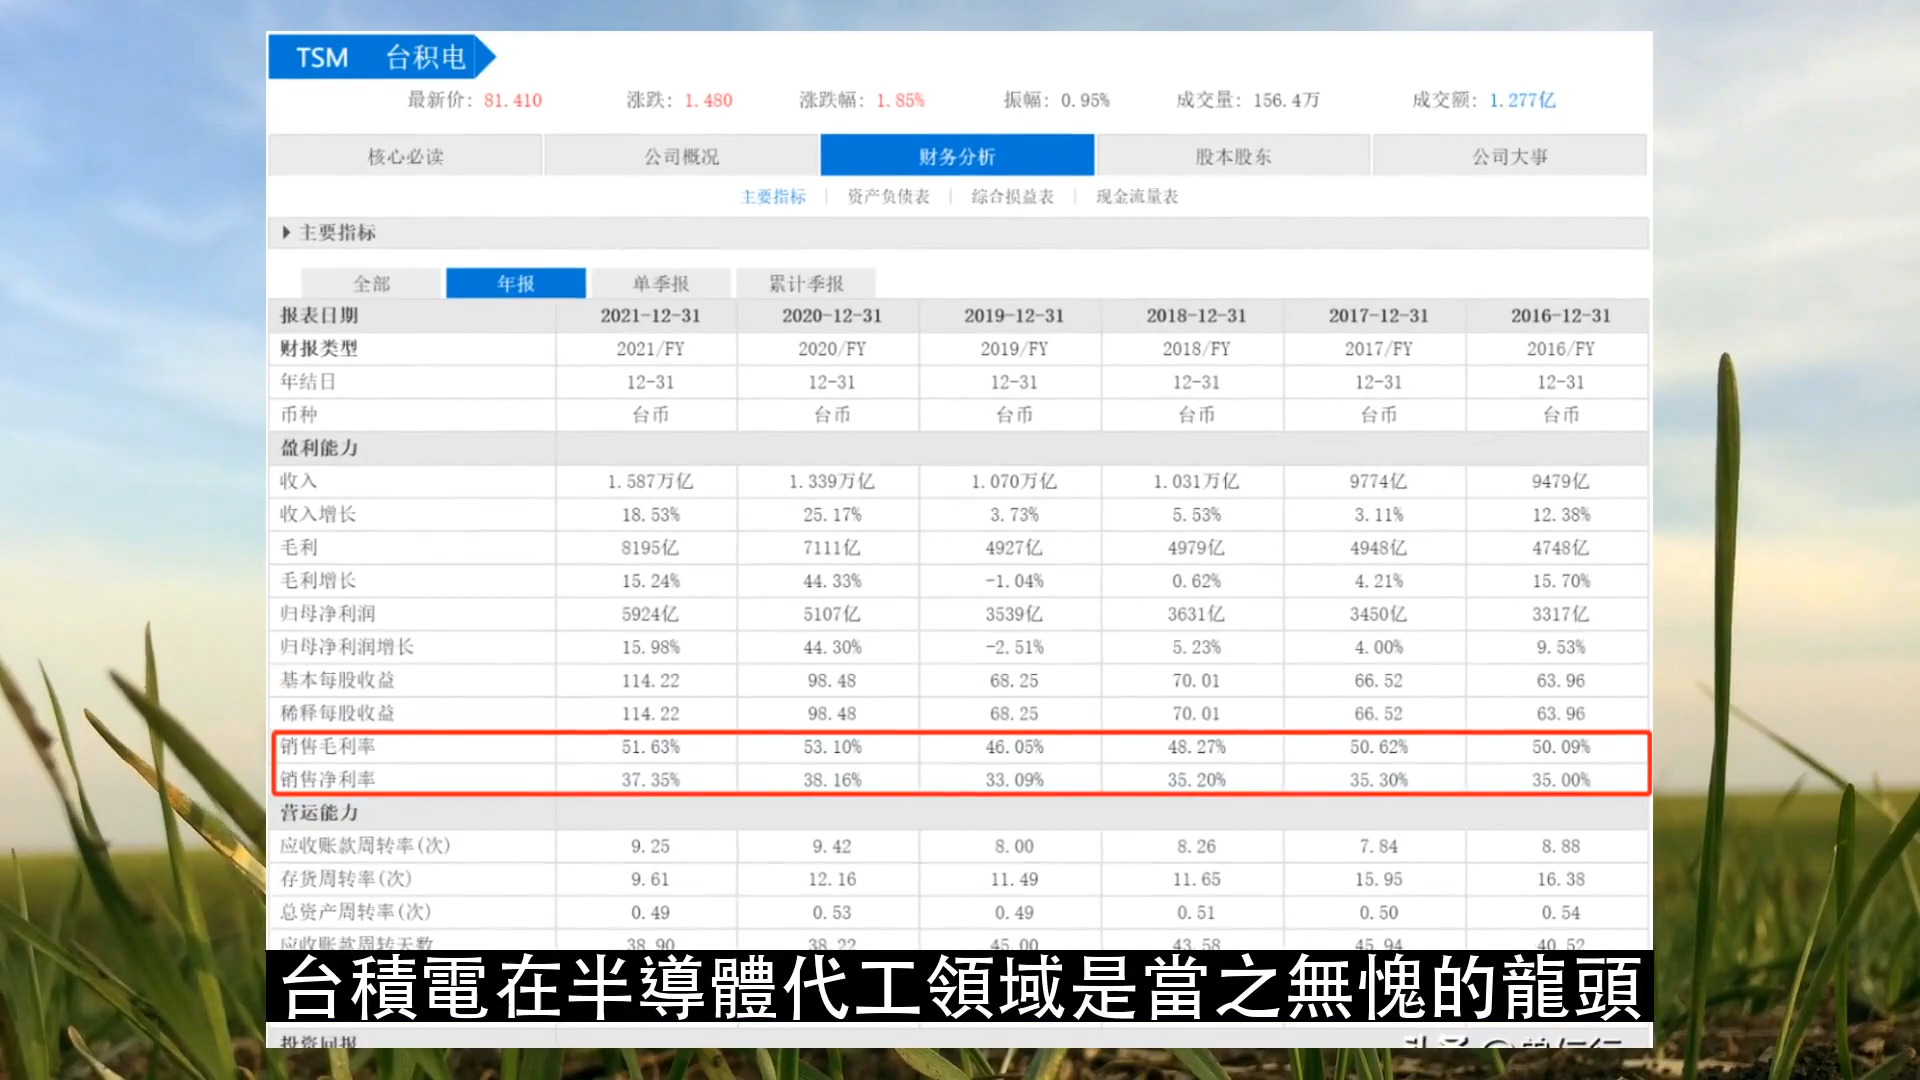 TSM 台积电
最新价: 81.410 涨跌: 1.480 涨跌幅: 1.85% 振幅: 0.95% 成交量: 156.4万 成交额: 1.277亿
核心必读 公司概况 财务分析 股本股东 公司大事
主要指标 | 资产负债表 | 综合损益表 | 现金流量表
主要指标
全部 年报 单季报 累计季报
报表日期 2021-12-31 2020-12-31 2019-12-31 2018-12-31 2017-12-31 2016-12-31
财报类型 2021/FY 2020/FY 2019/FY 2018/FY 2017/FY 2016/FY
年结日 12-31 12-31 12-31 12-31 12-31 12-31
币种 台币 台币 台币 台币 台币 台币
盈利能力
收入 1.587万亿 1.339万亿 1.070万亿 1.031万亿 9774亿 9479亿
收入增长 18.53% 25.17% 3.73% 5.53% 3.11% 12.38%
毛利 8195亿 7111亿 4927亿 4979亿 4948亿 4748亿
毛利增长 15.24% 44.33% -1.04% 0.62% 4.21% 15.70%
归母净利润 5924亿 5107亿 3539亿 3631亿 3450亿 3317亿
归母净利润增长 15.98% 44.30% -2.51% 5.23% 4.00% 9.53%
基本每股收益 114.22 98.48 68.25 70.01 66.52 63.96
稀释每股收益 114.22 98.48 68.25 70.01 66.52 63.96
销售毛利率 51.63% 53.10% 46.05% 48.27% 50.62% 50.09%
销售净利率 37.35% 38.16% 33.09% 35.20% 35.30% 35.00%
营运能力
应收账款周转率(次) 9.25 9.42 8.00 8.26 7.84 8.88
存货周转率(次) 9.61 12.16 11.49 11.65 15.95 16.38
总资产周转率(次) 0.49 0.53 0.49 0.51 0.50 0.54
应收账款周转天数 38.90 38.22 45.00 43.58 45.94 40.52
台積電在半導體代工領域是當之無愧的龍頭
投资回报